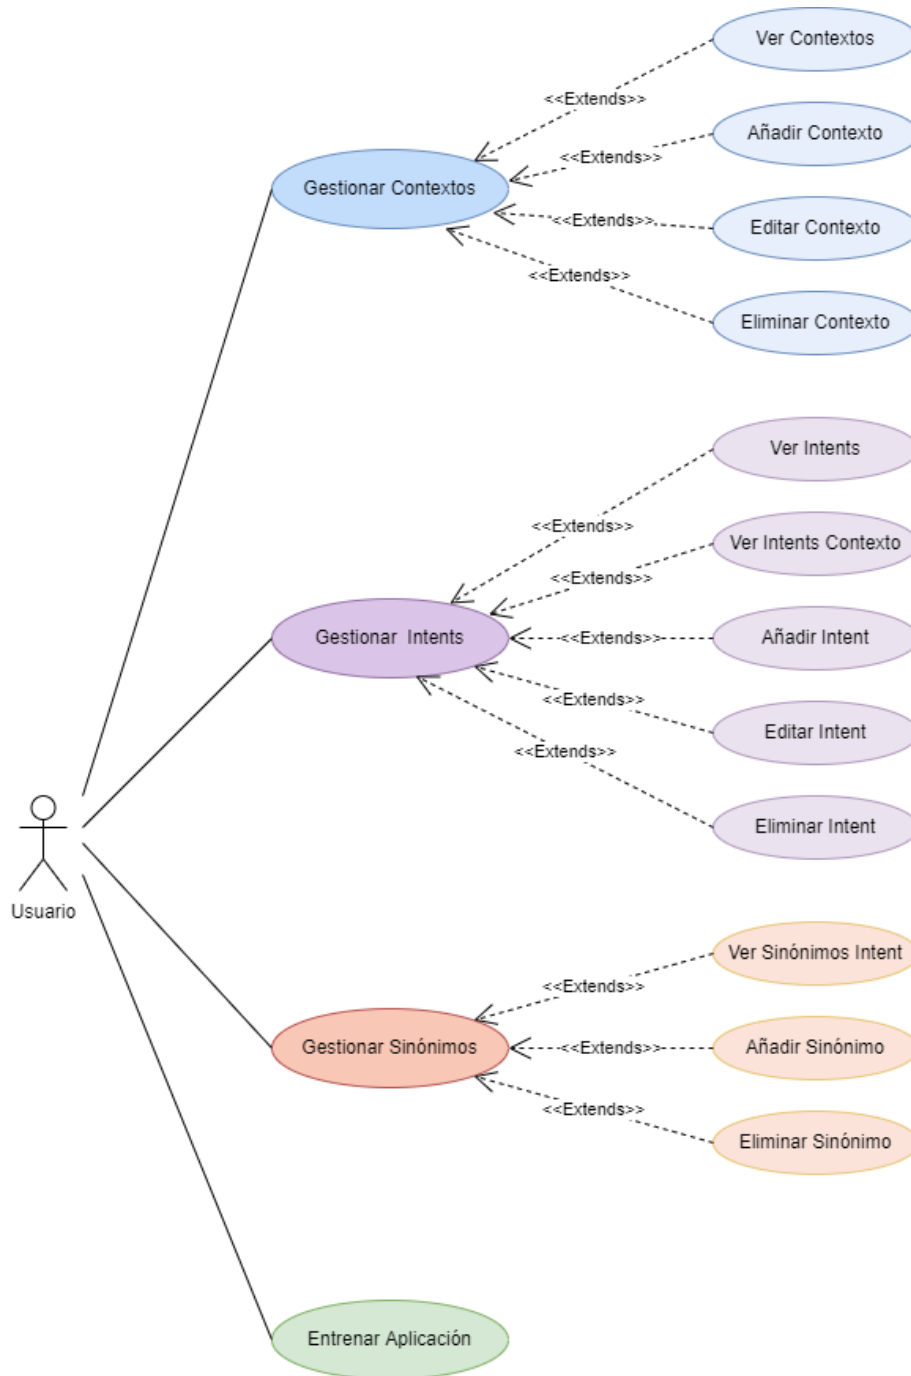 Ver Contextos
<<Extends>>
Añadir Contexto
<<Extends>>
Gestionar Contextos
<<Extends>>
Editar Contexto
<<Extends>>
Eliminar Contexto
Ver Intents
<<Extends>>
Ver Intents Contexto
<<Extends>>
Gestionar Intents
<<Extends>>
Añadir Intent
<<Extends>>
Editar Intent
<<Extends>>
Eliminar Intent
Usuario
Ver Sinónimos Intent
<<Extends>>
Gestionar Sinónimos
<<Extends>>
Añadir Sinónimo
<<Extends>>
Eliminar Sinónimo
Entrenar Aplicación